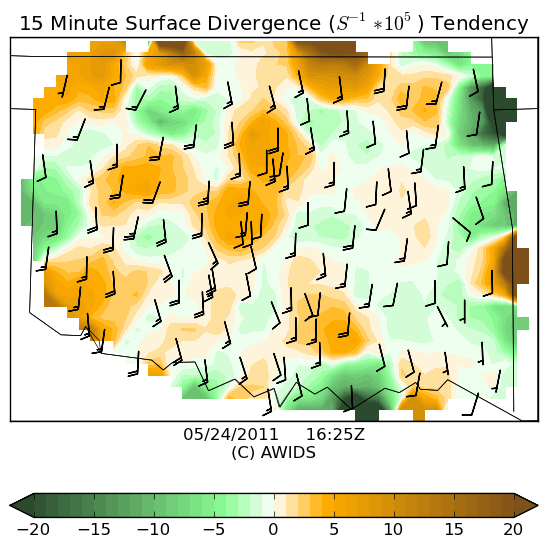 15 Minute Surface Divergence (S⁻¹ * 10⁵ ) Tendency
05/24/2011 16:25Z
(C) AWIDS
−20 −15 −10 −5 0 5 10 15 20